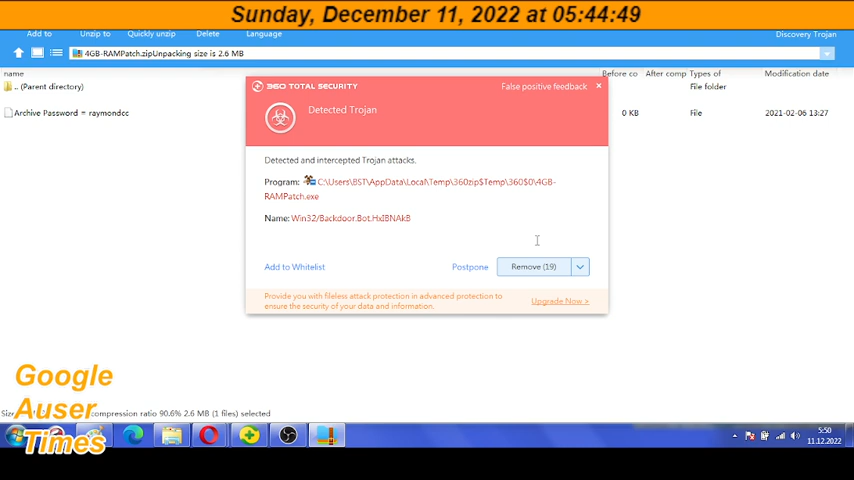 Sunday, December 11, 2022 at 05:44:49
Add to Unzip to Quickly unzip Delete Language Discovery Trojan
4GB-RAMPatch.zipUnpacking size is 2.6 MB
name Before co After comp Types of Modification date
.. (Parent directory) File folder
Archive Password = raymondcc 0 KB File 2021-02-06 13:27
360 TOTAL SECURITY False positive feedback ×
Detected Trojan
Detected and intercepted Trojan attacks.
Program: C:\Users\BST\AppData\Local\Temp\360zip$Temp\360$0\4GB-
RAMPatch.exe
Name: Win32/Backdoor.Bot.HxIBNAkB
Add to Whitelist Postpone Remove (19)
Provide you with fileless attack protection in advanced protection to
ensure the security of your data and information.
Upgrade Now »
Google
Auser
Times
compression ratio 90.6% 2.6 MB (1 files) selected
5:50
11.12.2022